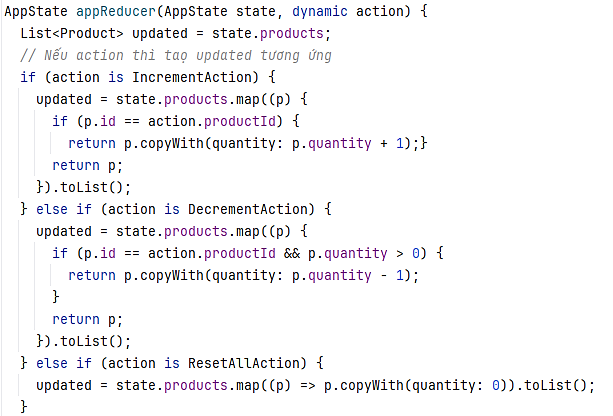 AppState appReducer(AppState state, dynamic action) {
  List<Product> updated = state.products;
  // Nếu action thì taọ updated tương ứng
  if (action is IncrementAction) {
    updated = state.products.map((p) {
      if (p.id == action.productId) {
        return p.copyWith(quantity: p.quantity + 1);}
      return p;
    }).toList();
  } else if (action is DecrementAction) {
    updated = state.products.map((p) {
      if (p.id == action.productId && p.quantity > 0) {
        return p.copyWith(quantity: p.quantity - 1);
      }
      return p;
    }).toList();
  } else if (action is ResetAllAction) {
    updated = state.products.map((p) => p.copyWith(quantity: 0)).toList();
  }